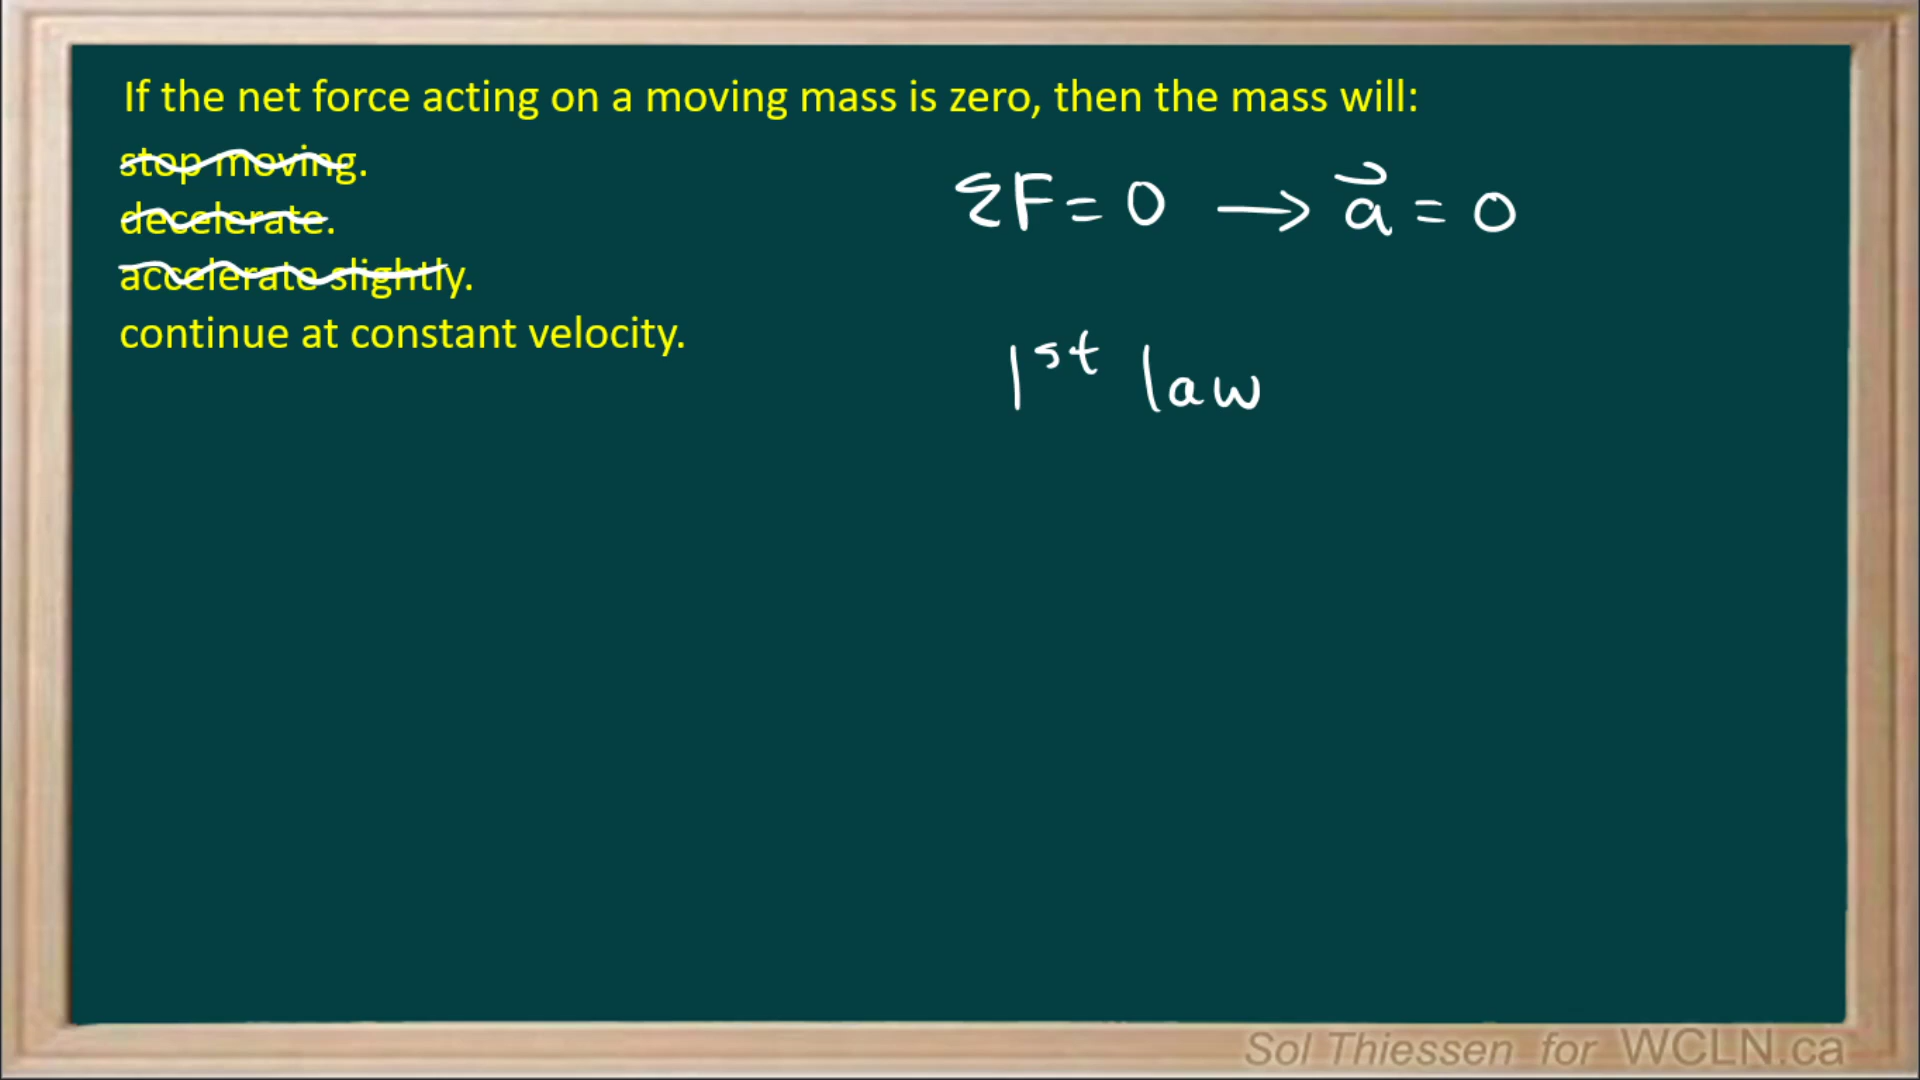 If the net force acting on a moving mass is zero, then the mass will:
stop moving.
decelerate.
accelerate slightly.
continue at constant velocity.
ΣF = 0 → a⃗ = 0
1st law
Sol Thiessen for WCLN.ca